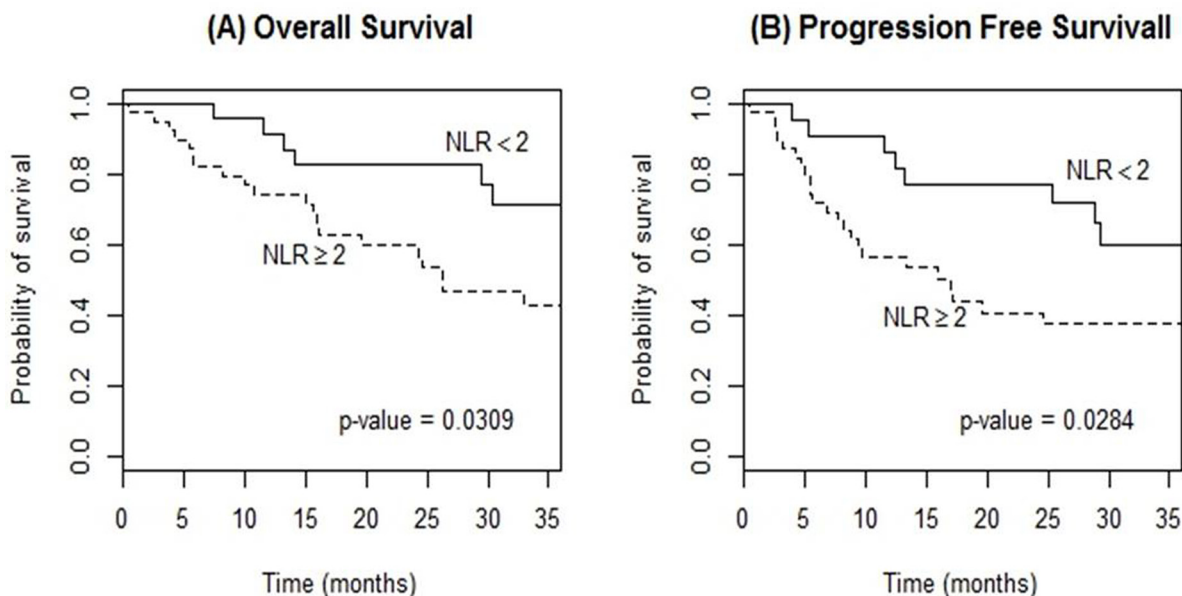 (A) Overall Survival
Probability of survival
1.0
0.8
0.6
0.4
0.2
0.0
NLR < 2
NLR ≥ 2
p-value = 0.0309
0 5 10 15 20 25 30 35
Time (months)
(B) Progression Free Survivall
Probability of survival
1.0
0.8
0.6
0.4
0.2
0.0
NLR < 2
NLR ≥ 2
p-value = 0.0284
0 5 10 15 20 25 30 35
Time (months)